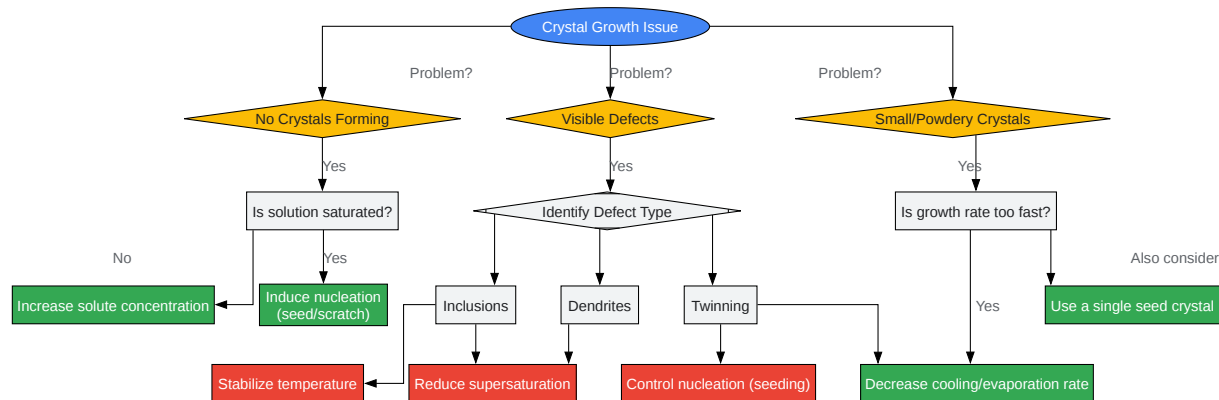 Crystal Growth Issue
Problem?
Problem?
Problem?
No Crystals Forming
Visible Defects
Small/Powdery Crystals
Yes
Yes
Yes
Is solution saturated?
Identify Defect Type
Is growth rate too fast?
No
Yes
Also consider
Increase solute concentration
Induce nucleation
(seed/scratch)
Inclusions
Dendrites
Twinning
Yes
Use a single seed crystal
Stabilize temperature
Reduce supersaturation
Control nucleation (seeding)
Decrease cooling/evaporation rate